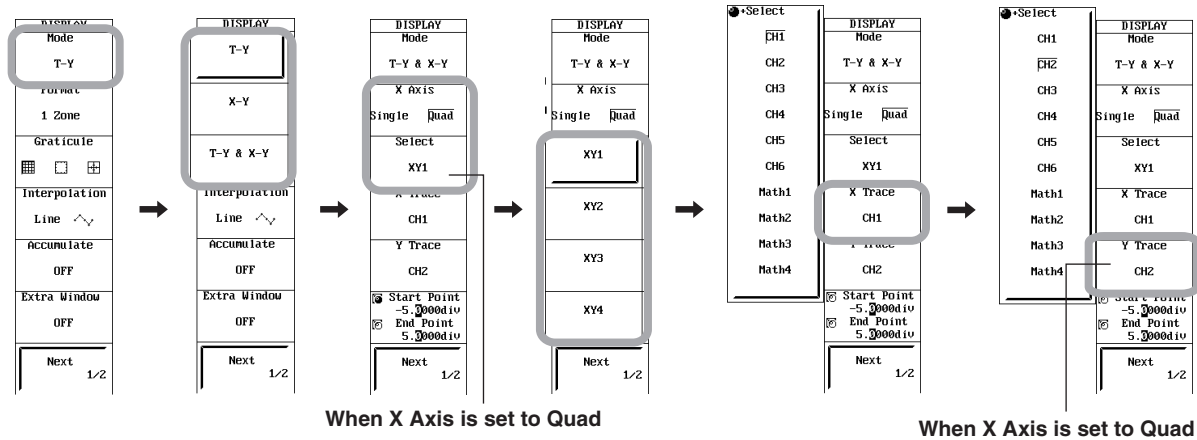 DISPLAY
Mode
T-Y
Format
1 Zone
Graticule
Interpolation
Line
Accumulate
OFF
Extra Window
OFF
Next
1/2
DISPLAY
T-Y
X-Y
T-Y & X-Y
Interpolation
Line
Accumulate
OFF
Extra Window
OFF
Next
1/2
DISPLAY
Mode
T-Y & X-Y
X Axis
Single Quad
Select
XY1
X Trace
CH1
Y Trace
CH2
Start Point
-5.0000div
End Point
5.0000div
Next
1/2
When X Axis is set to Quad
DISPLAY
Mode
T-Y & X-Y
X Axis
Single Quad
XY1
XY2
XY3
XY4
Next
1/2
Select
CH1
CH2
CH3
CH4
CH5
CH6
Math1
Math2
Math3
Math4
DISPLAY
Mode
T-Y & X-Y
X Axis
Single Quad
Select
XY1
X Trace
CH1
Y Trace
CH2
Start Point
-5.0000div
End Point
5.0000div
Next
1/2
Select
CH1
CH2
CH3
CH4
CH5
CH6
Math1
Math2
Math3
Math4
DISPLAY
Mode
T-Y & X-Y
X Axis
Single Quad
Select
XY1
X Trace
CH1
Y Trace
CH2
Start Point
-5.0000div
End Point
5.0000div
Next
1/2
When X Axis is set to Quad